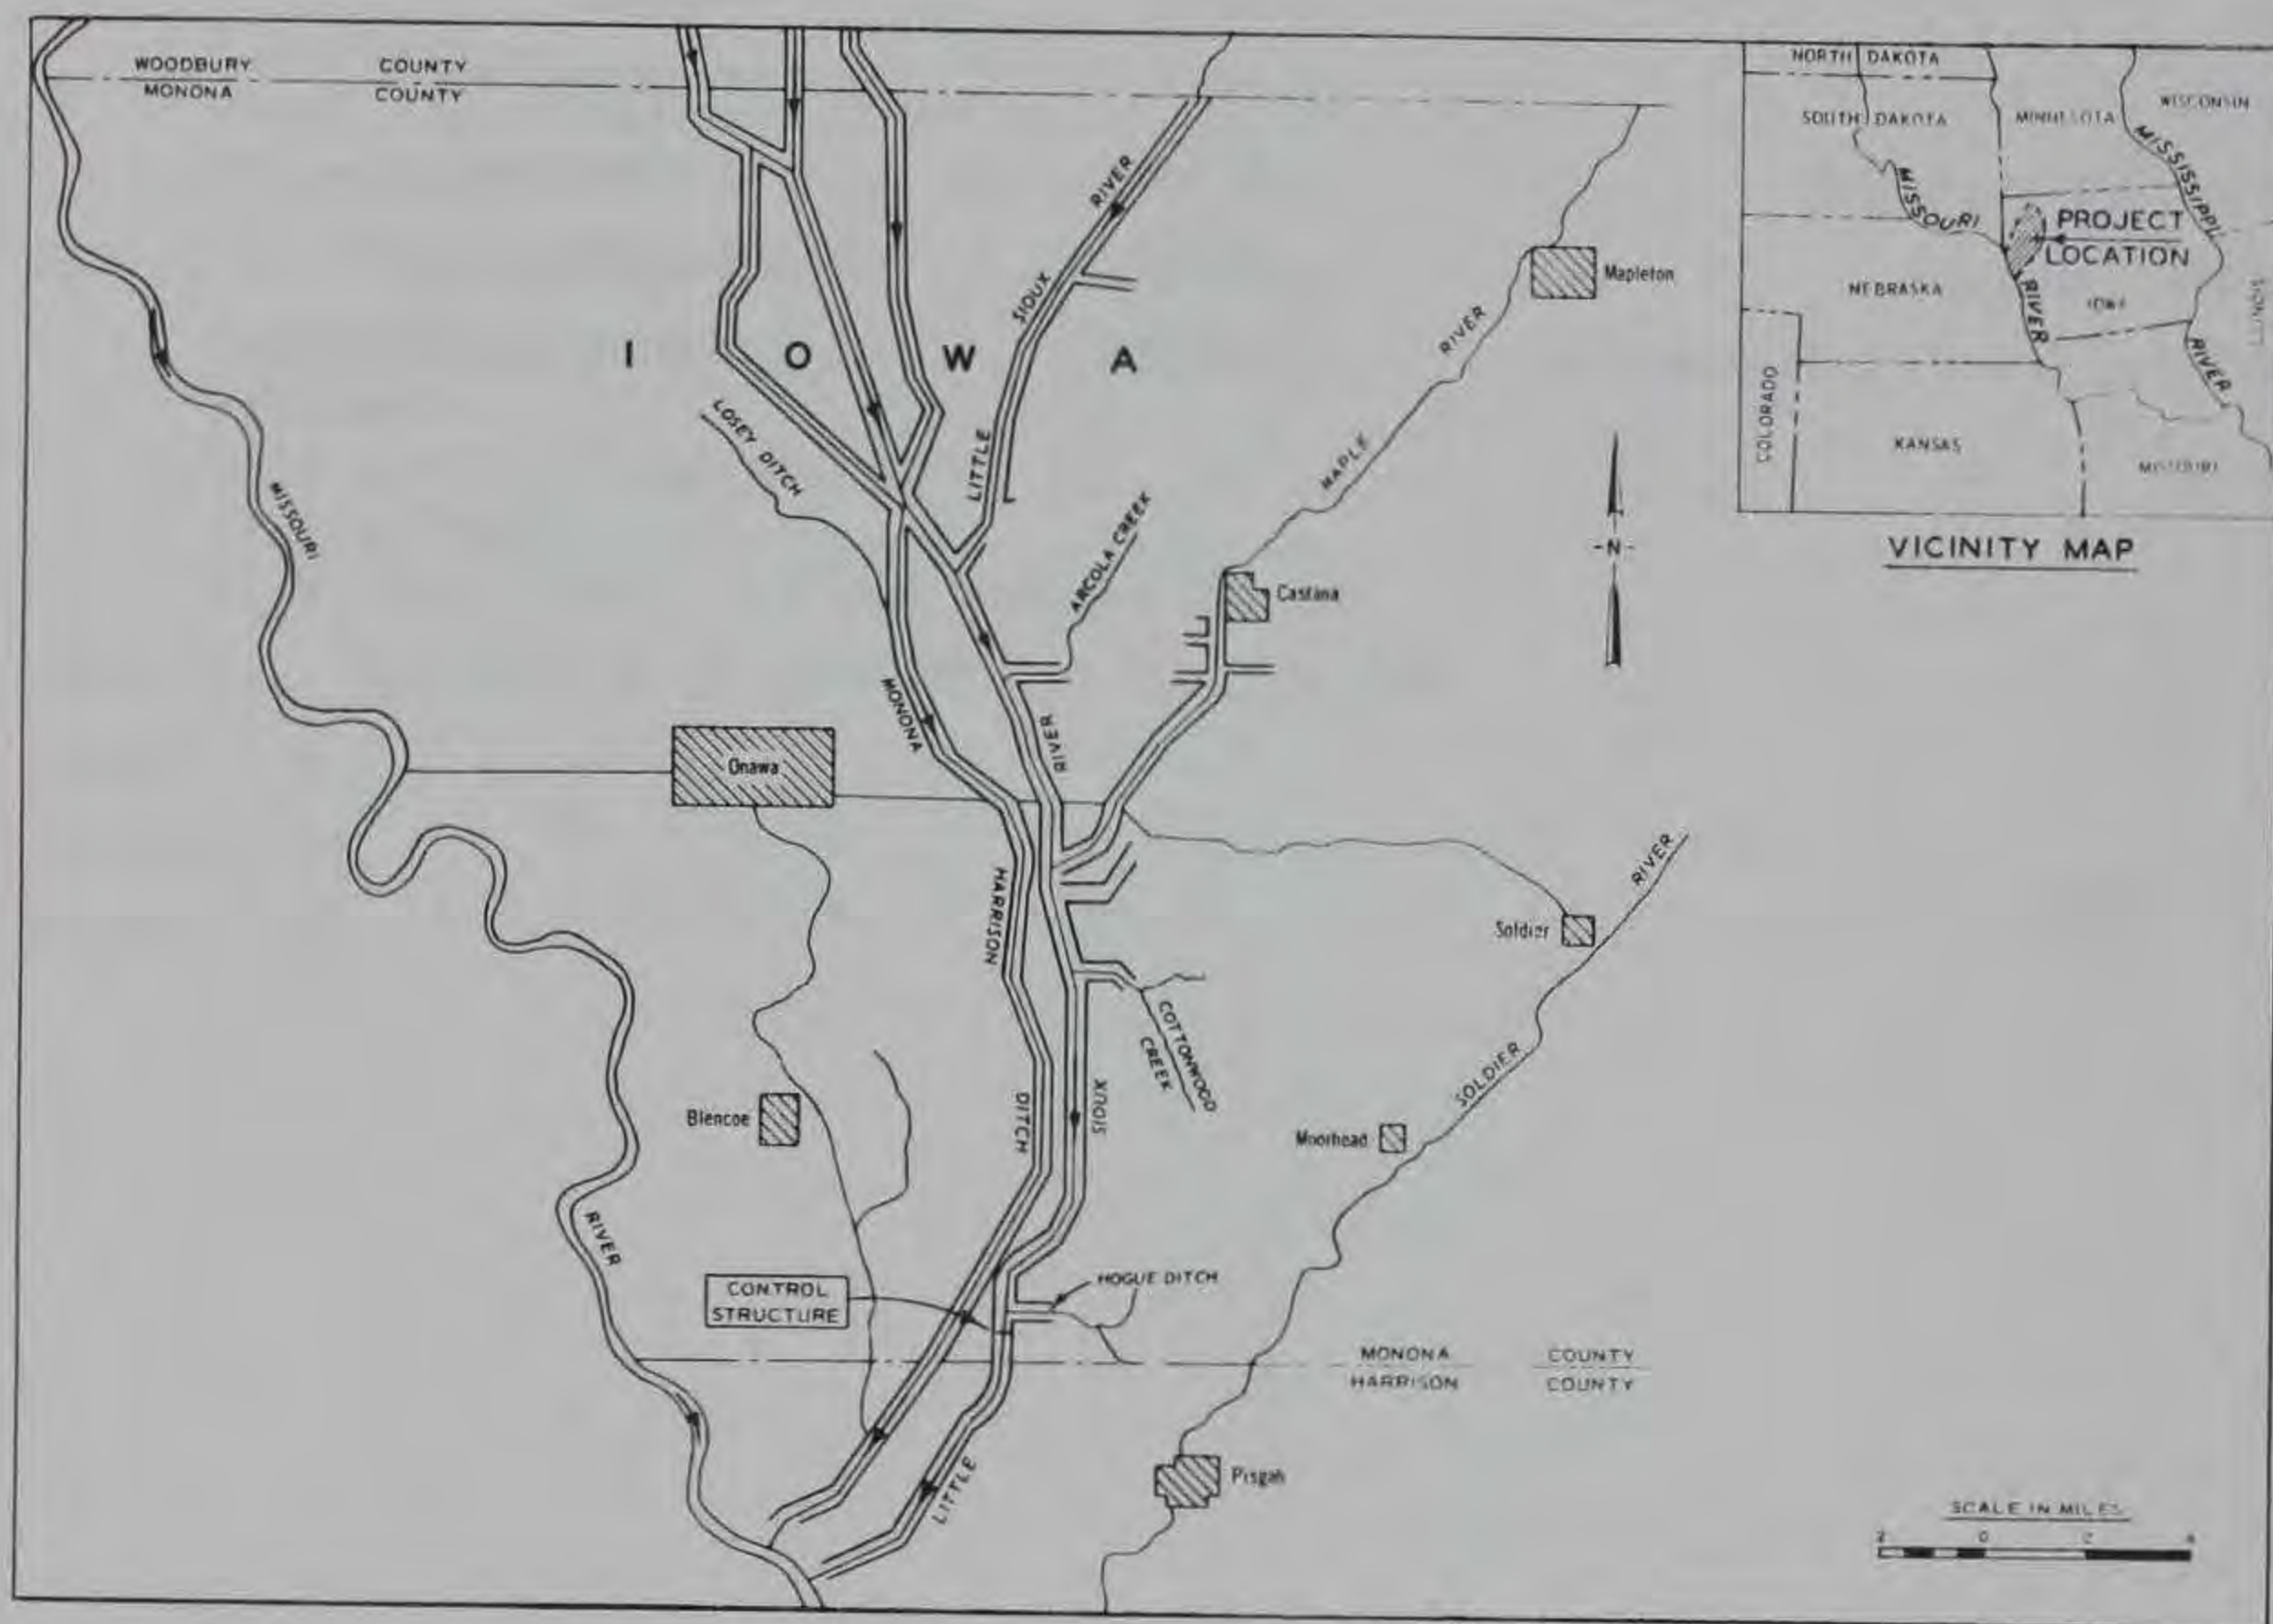 WOODBURY COUNTY
MONONA COUNTY
I O W A
MISSOURI
RIVER
LOSEY DITCH
LITTLE
SIOUX
RIVER
ARCOLA CREEK
MAPLE
RIVER
Mapleton
Castana
-N-
MONONA
RIVER
Onawa
HARRISON
DITCH
SIOUX
COTTONWOOD
CREEK
Soldier
SOLDIER
RIVER
Blencoe
Moorhead
CONTROL
STRUCTURE
HOGUE DITCH
MONONA COUNTY
HARRISON COUNTY
LITTLE
Pisgah
NORTH DAKOTA
SOUTH DAKOTA
MINNESOTA
WISCONSIN
MISSISSIPPI
RIVER
MISSOURI
RIVER
PROJECT
LOCATION
NEBRASKA
IOWA
COLORADO
KANSAS
MISSOURI
VICINITY MAP
SCALE IN MILES
2 0 2 4